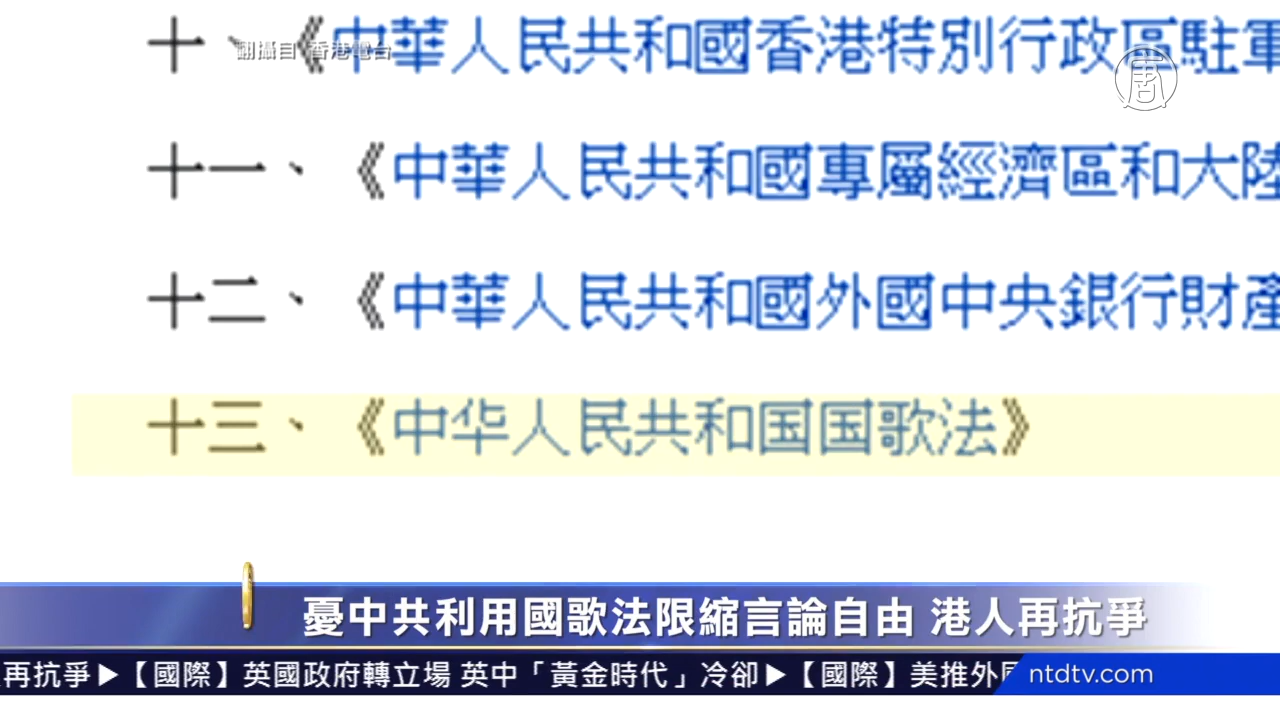 十、《中華人民共和國香港特別行政區駐軍
翻攝自 香港電台
唐
十一、《中華人民共和國專屬經濟區和大陸
十二、《中華人民共和國外國中央銀行財產
十三、《中华人民共和国国歌法》
憂中共利用國歌法限縮言論自由 港人再抗爭
再抗爭▶【國際】英國政府轉立場 英中「黃金時代」冷卻▶【國際】美推外
ntdtv.com